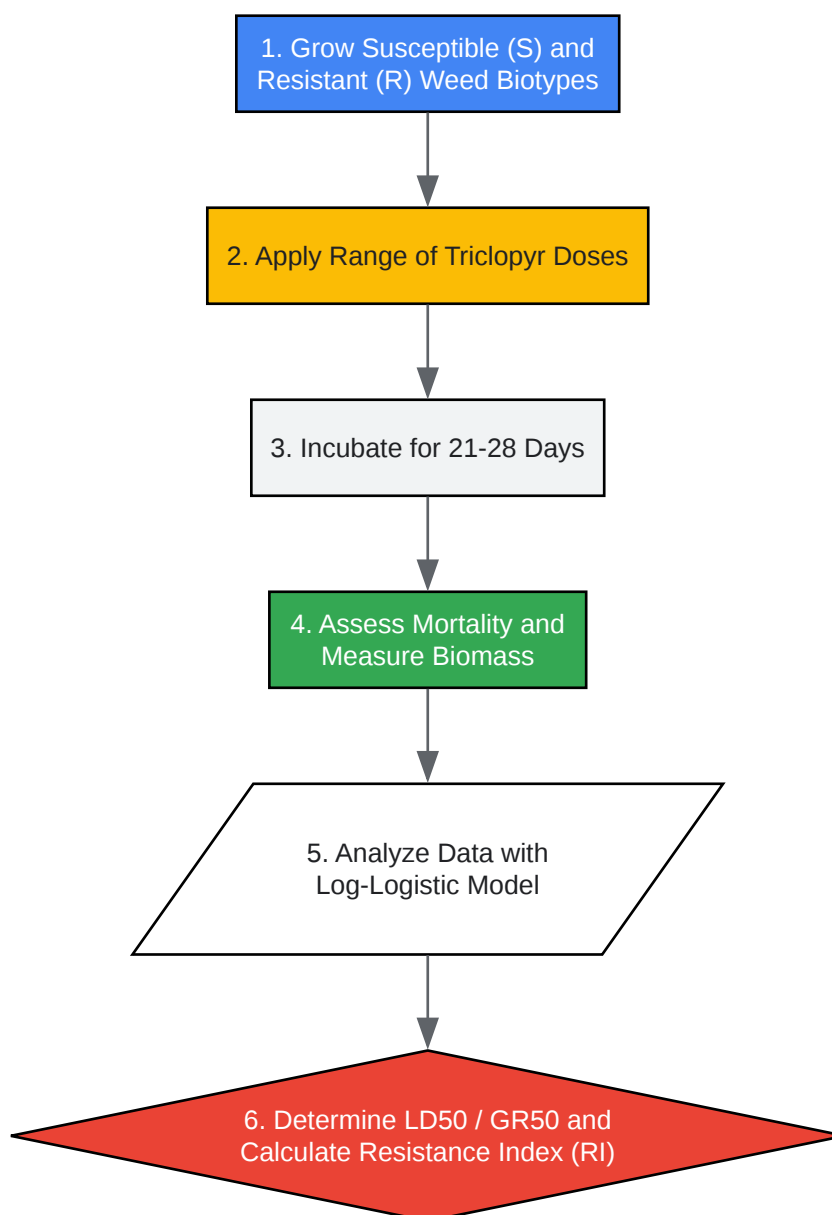 1. Grow Susceptible (S) and
Resistant (R) Weed Biotypes
2. Apply Range of Triclopyr Doses
3. Incubate for 21-28 Days
4. Assess Mortality and
Measure Biomass
5. Analyze Data with
Log-Logistic Model
6. Determine LD50 / GR50 and
Calculate Resistance Index (RI)